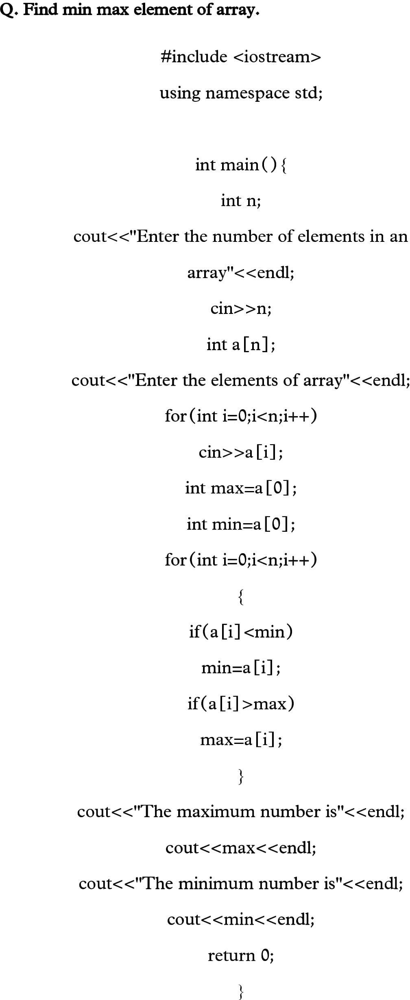 Q. Find min max element of array.
#include <iostream>
using namespace std;
int main(){
int n;
cout<<"Enter the number of elements in an
array"<<endl;
cin>>n;
int a[n];
cout<<"Enter the elements of array"<<endl;
for(int i=0;i<n;i++)
cin>>a[i];
int max=a[0];
int min=a[0];
for(int i=0;i<n;i++)
{
if(a[i]<min)
min=a[i];
if(a[i]>max)
max=a[i];
}
cout<<"The maximum number is"<<endl;
cout<<max<<endl;
cout<<"The minimum number is"<<endl;
cout<<min<<endl;
return 0;
}